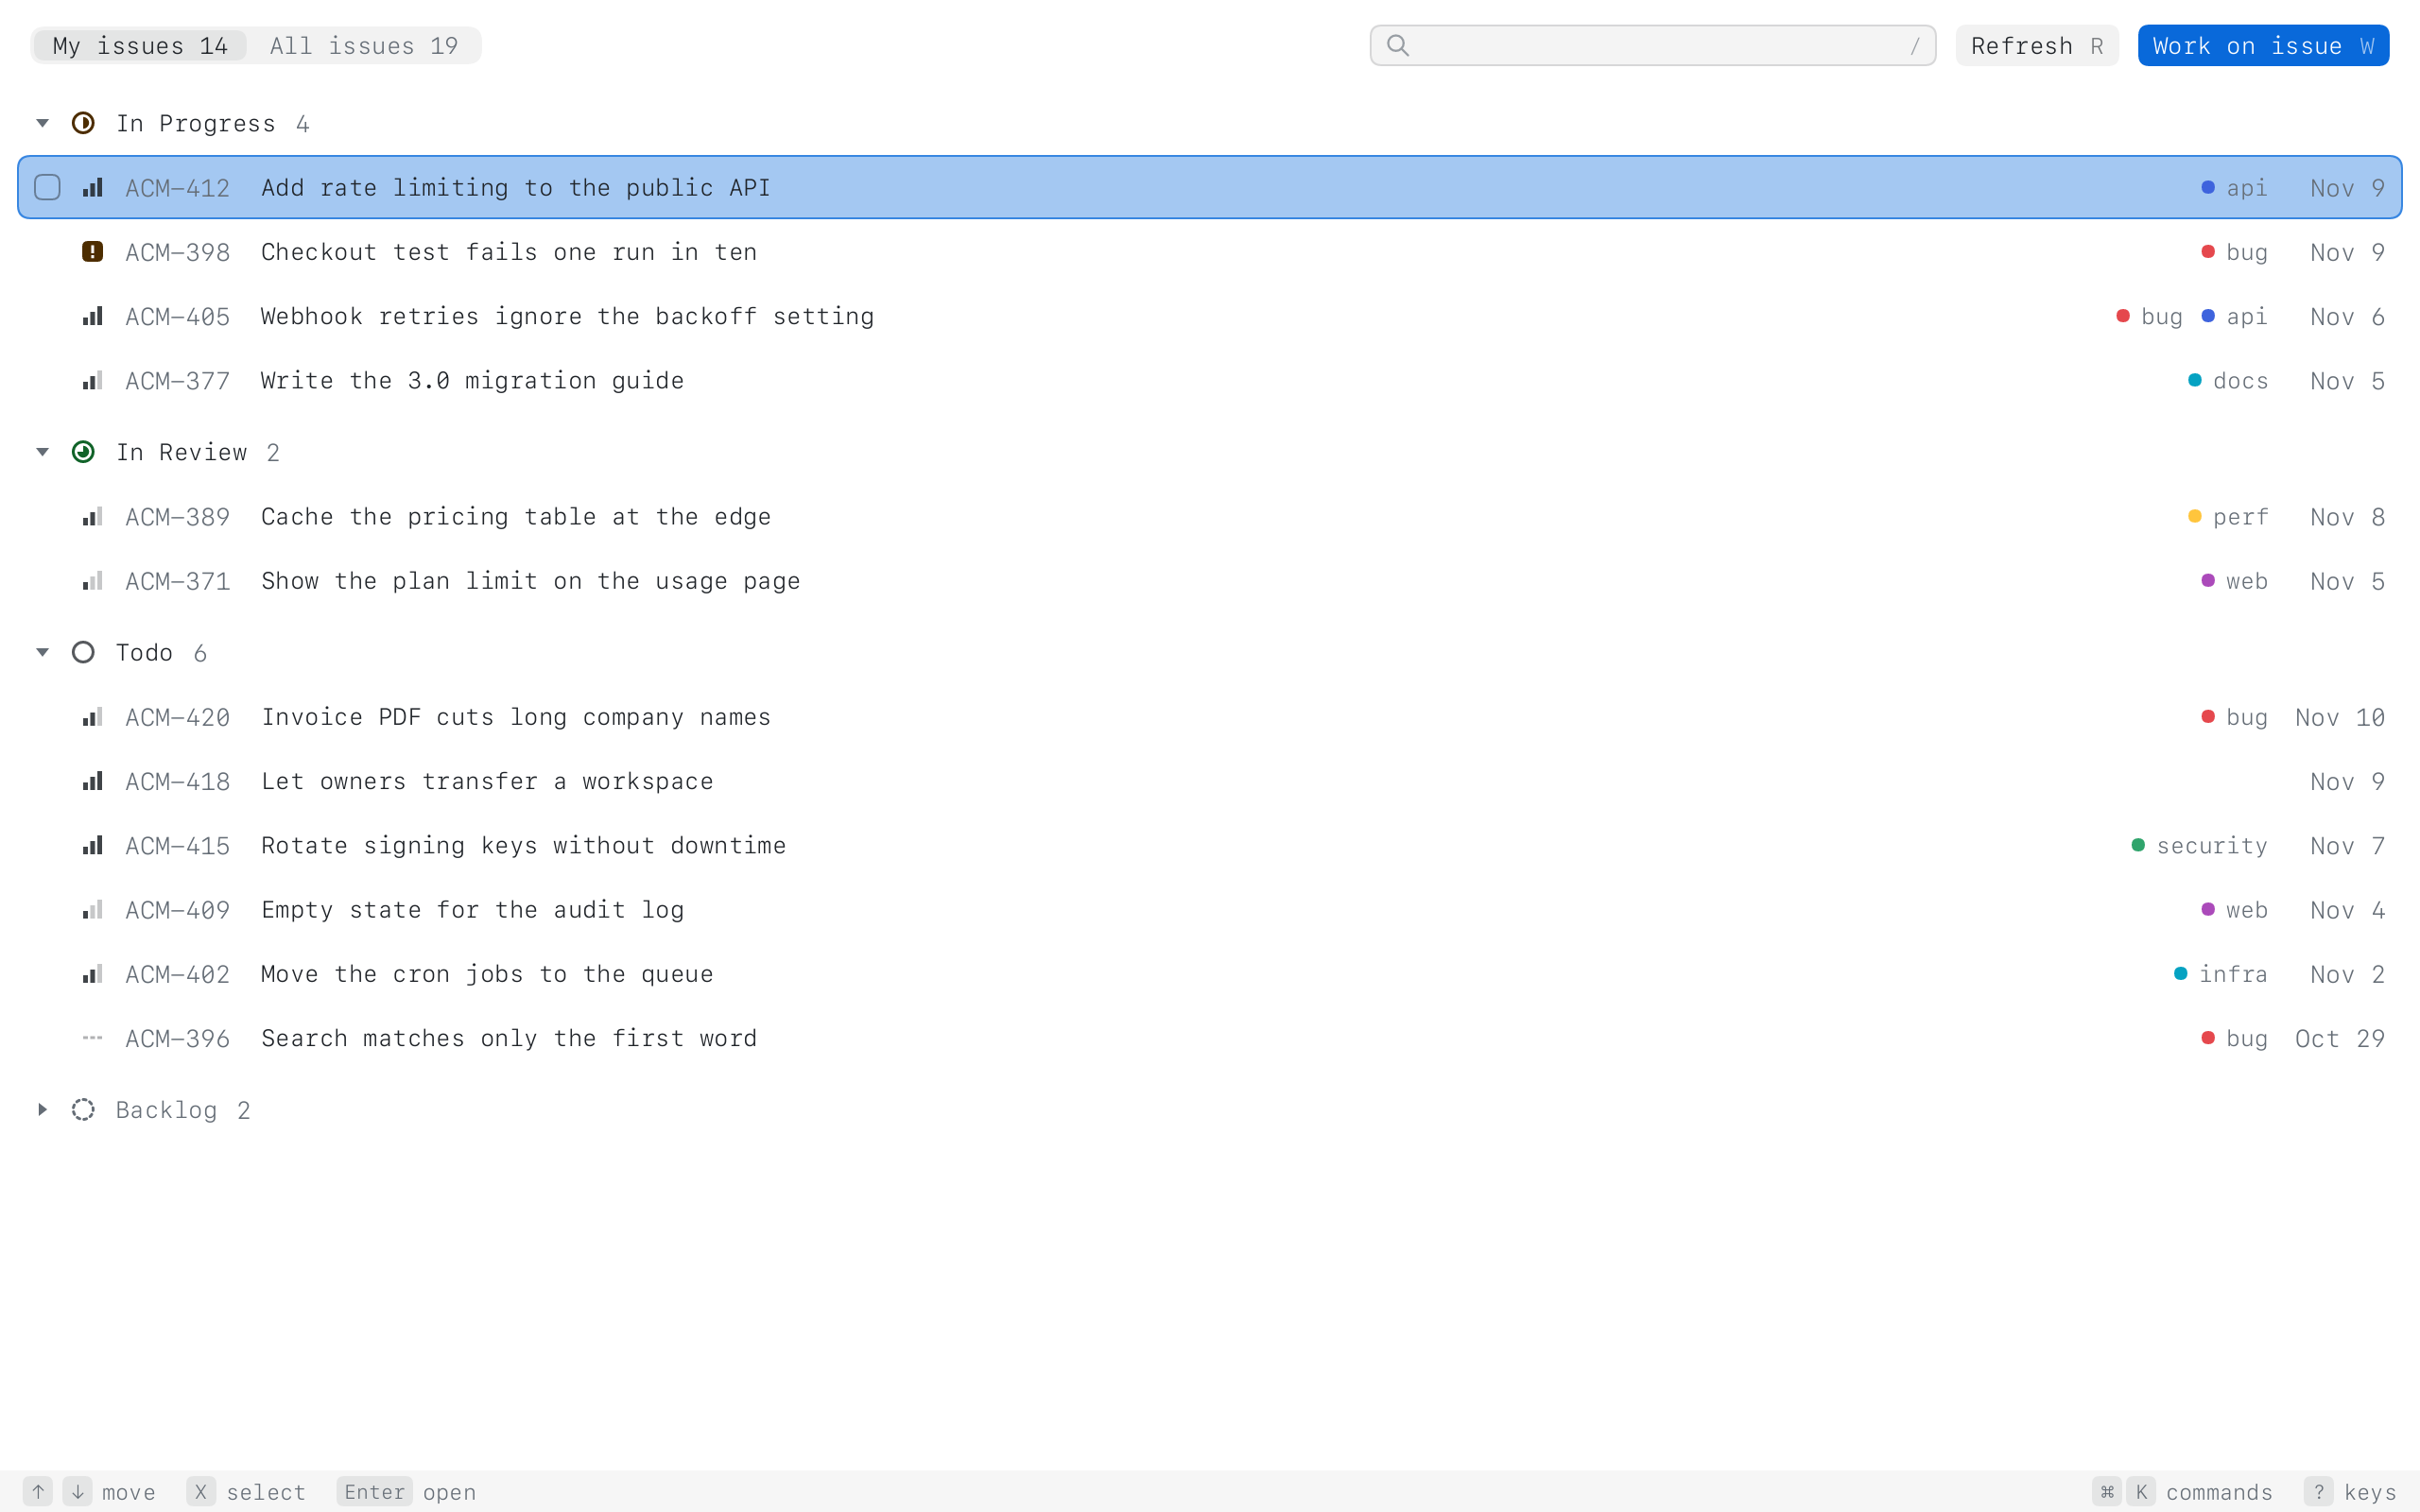 My issues 14 All issues 19 / Refresh R Work on issue W
In Progress 4
ACM-412 Add rate limiting to the public API api Nov 9
ACM-398 Checkout test fails one run in ten bug Nov 9
ACM-405 Webhook retries ignore the backoff setting bug api Nov 6
ACM-377 Write the 3.0 migration guide docs Nov 5
In Review 2
ACM-389 Cache the pricing table at the edge perf Nov 8
ACM-371 Show the plan limit on the usage page web Nov 5
Todo 6
ACM-420 Invoice PDF cuts long company names bug Nov 10
ACM-418 Let owners transfer a workspace Nov 9
ACM-415 Rotate signing keys without downtime security Nov 7
ACM-409 Empty state for the audit log web Nov 4
ACM-402 Move the cron jobs to the queue infra Nov 2
ACM-396 Search matches only the first word bug Oct 29
Backlog 2
↑ ↓ move X select Enter open ⌘ K commands ? keys